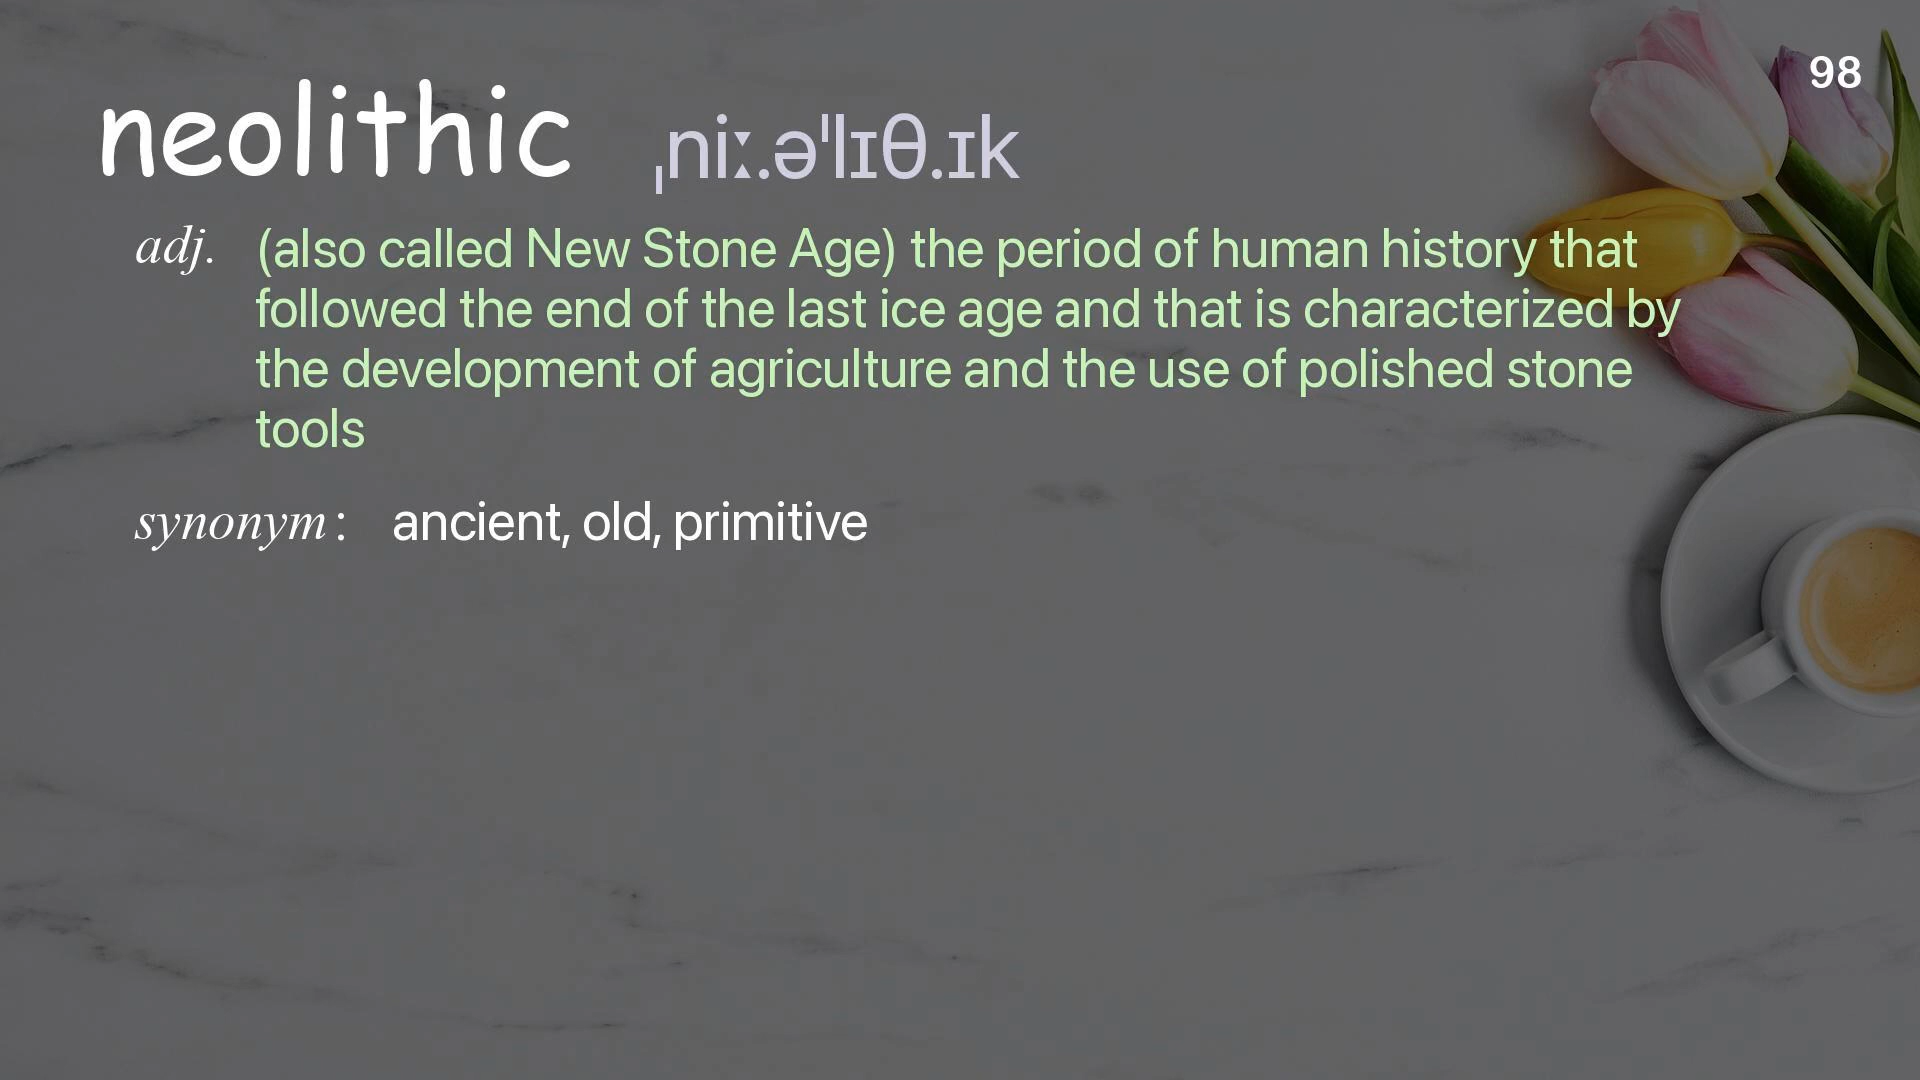 98
neolithic ˌniː.əˈlɪθ.ɪk
adj. (also called New Stone Age) the period of human history that
followed the end of the last ice age and that is characterized by
the development of agriculture and the use of polished stone
tools
synonym: ancient, old, primitive